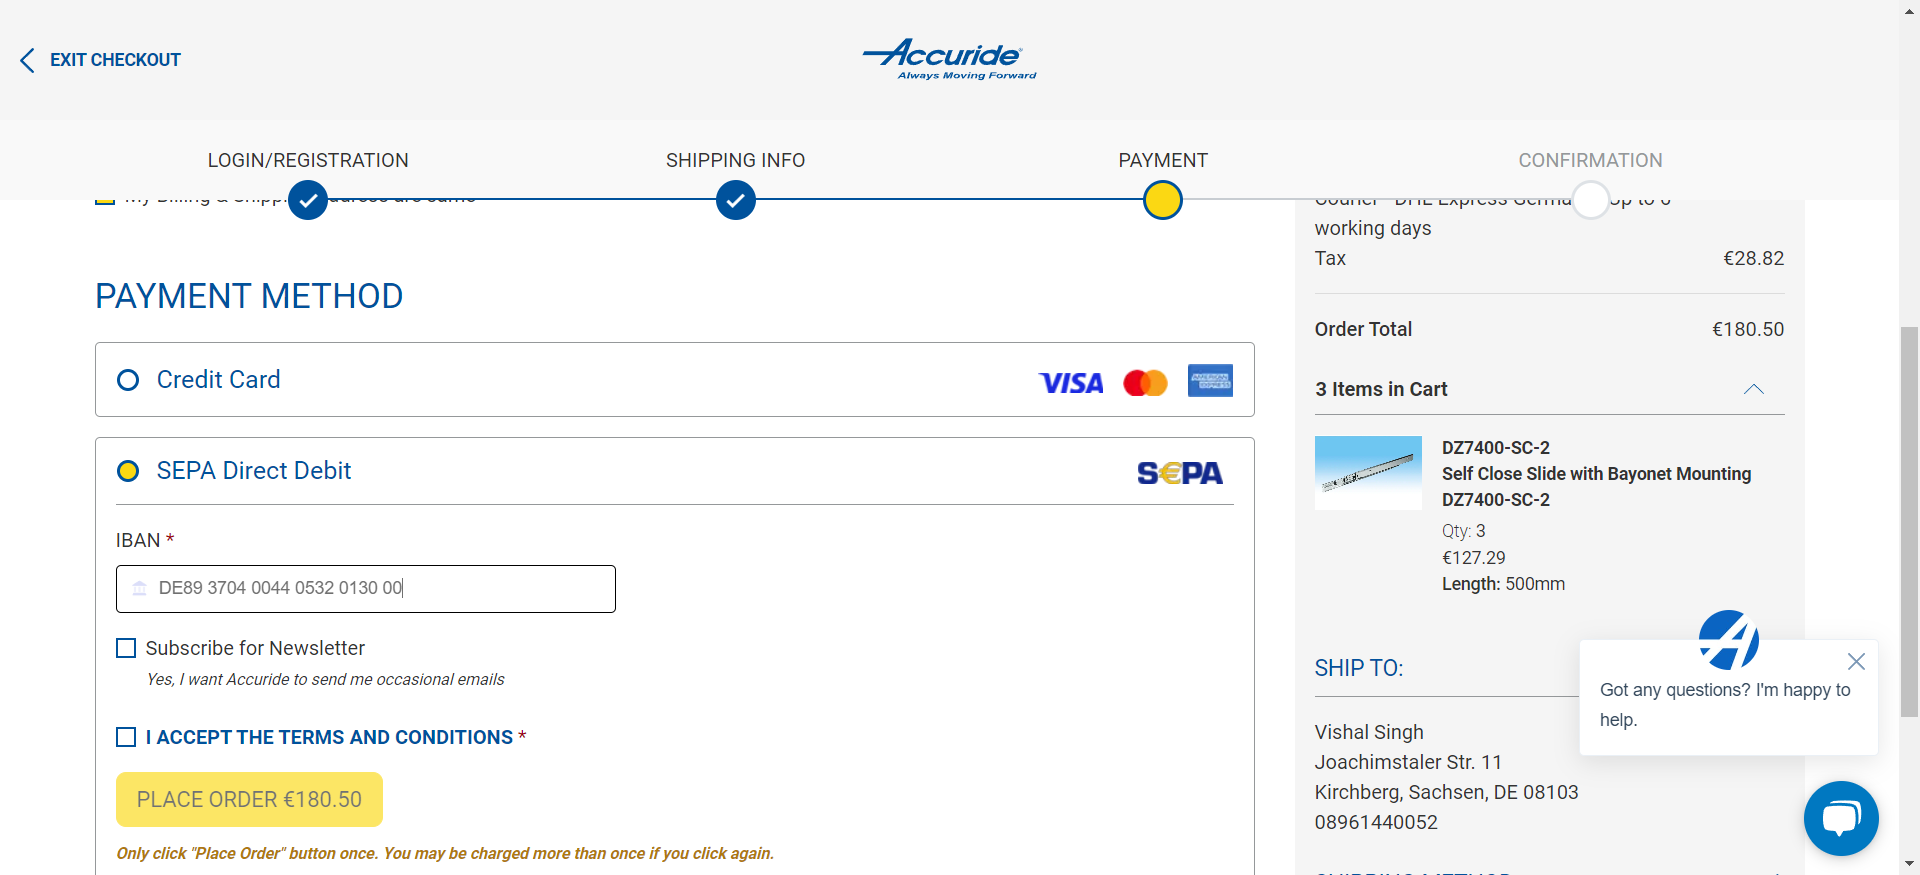 EXIT CHECKOUT
Accuride®
Always Moving Forward
LOGIN/REGISTRATION
SHIPPING INFO
PAYMENT
CONFIRMATION
working days
Tax
€28.82
PAYMENT METHOD
Order Total
€180.50
Credit Card
VISA
AMERICAN EXPRESS
3 Items in Cart
SEPA Direct Debit
S€PA
IBAN *
DE89 3704 0044 0532 0130 00
DZ7400-SC-2
Self Close Slide with Bayonet Mounting
DZ7400-SC-2
Qty: 3
€127.29
Length: 500mm
Subscribe for Newsletter
Yes, I want Accuride to send me occasional emails
I ACCEPT THE TERMS AND CONDITIONS *
PLACE ORDER €180.50
Only click "Place Order" button once. You may be charged more than once if you click again.
SHIP TO:
Vishal Singh
Joachimstaler Str. 11
Kirchberg, Sachsen, DE 08103
08961440052
Got any questions? I'm happy to
help.